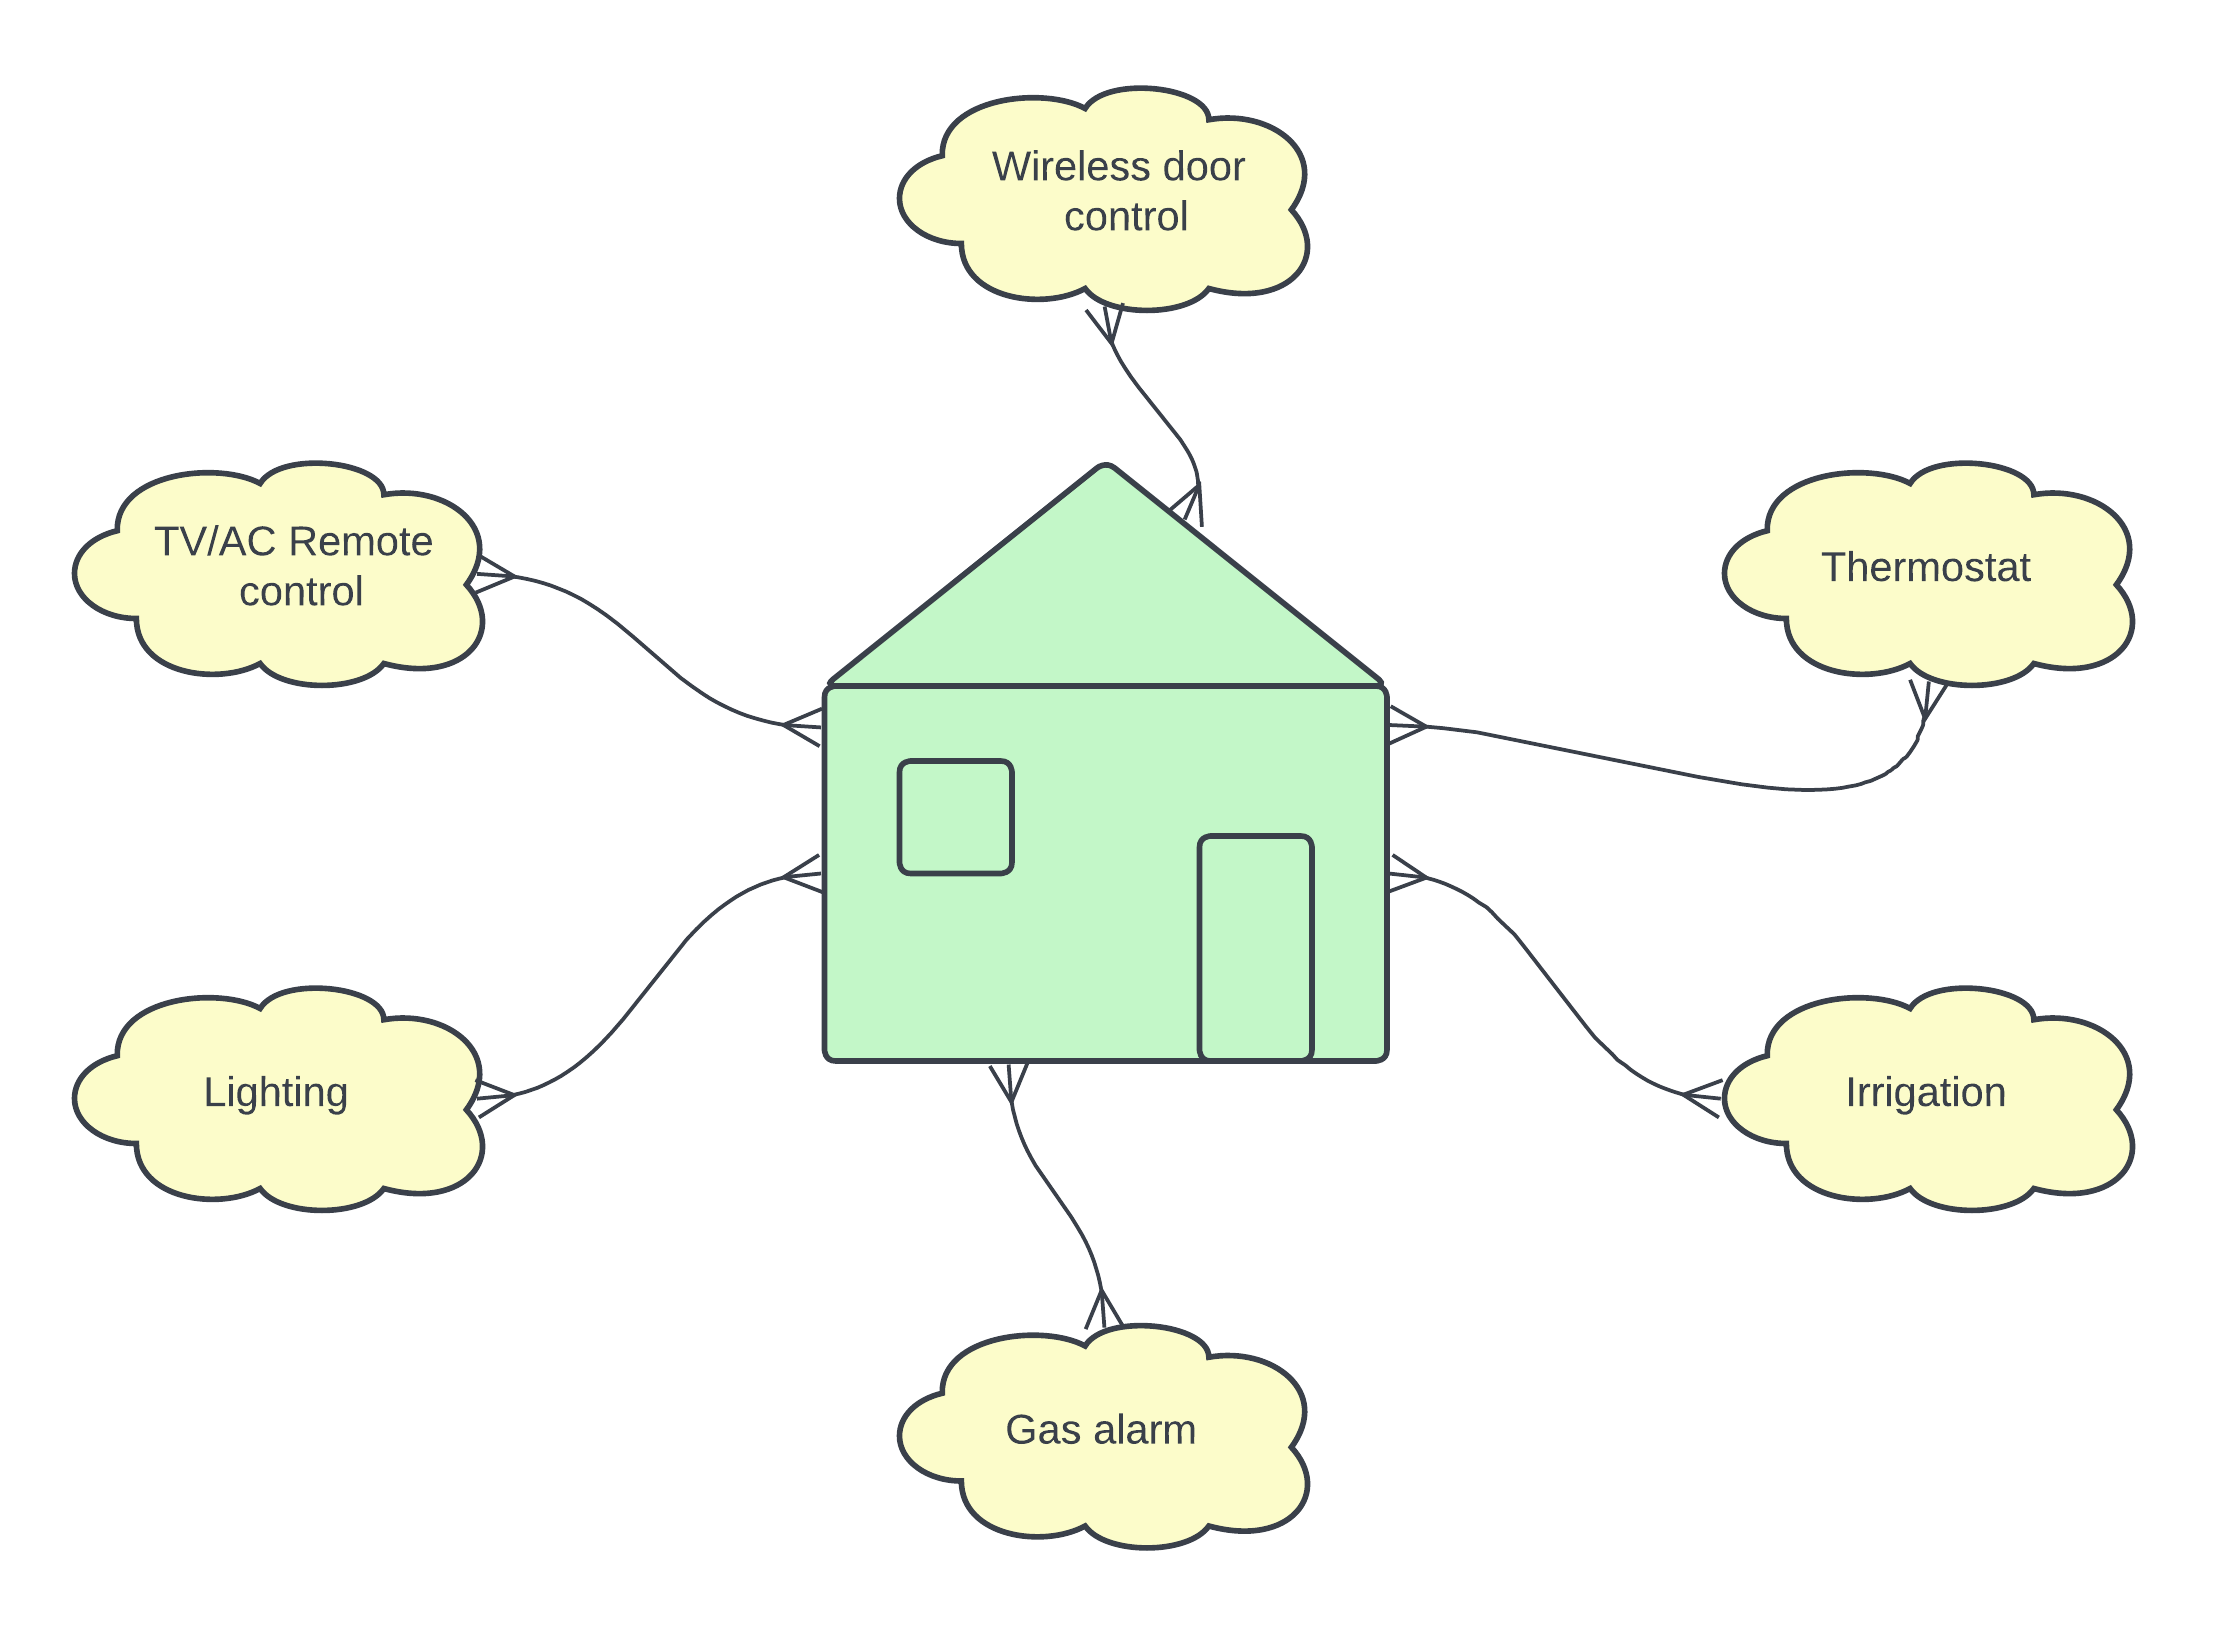 Wireless door
control
TV/AC Remote
control
Thermostat
Lighting
Irrigation
Gas alarm